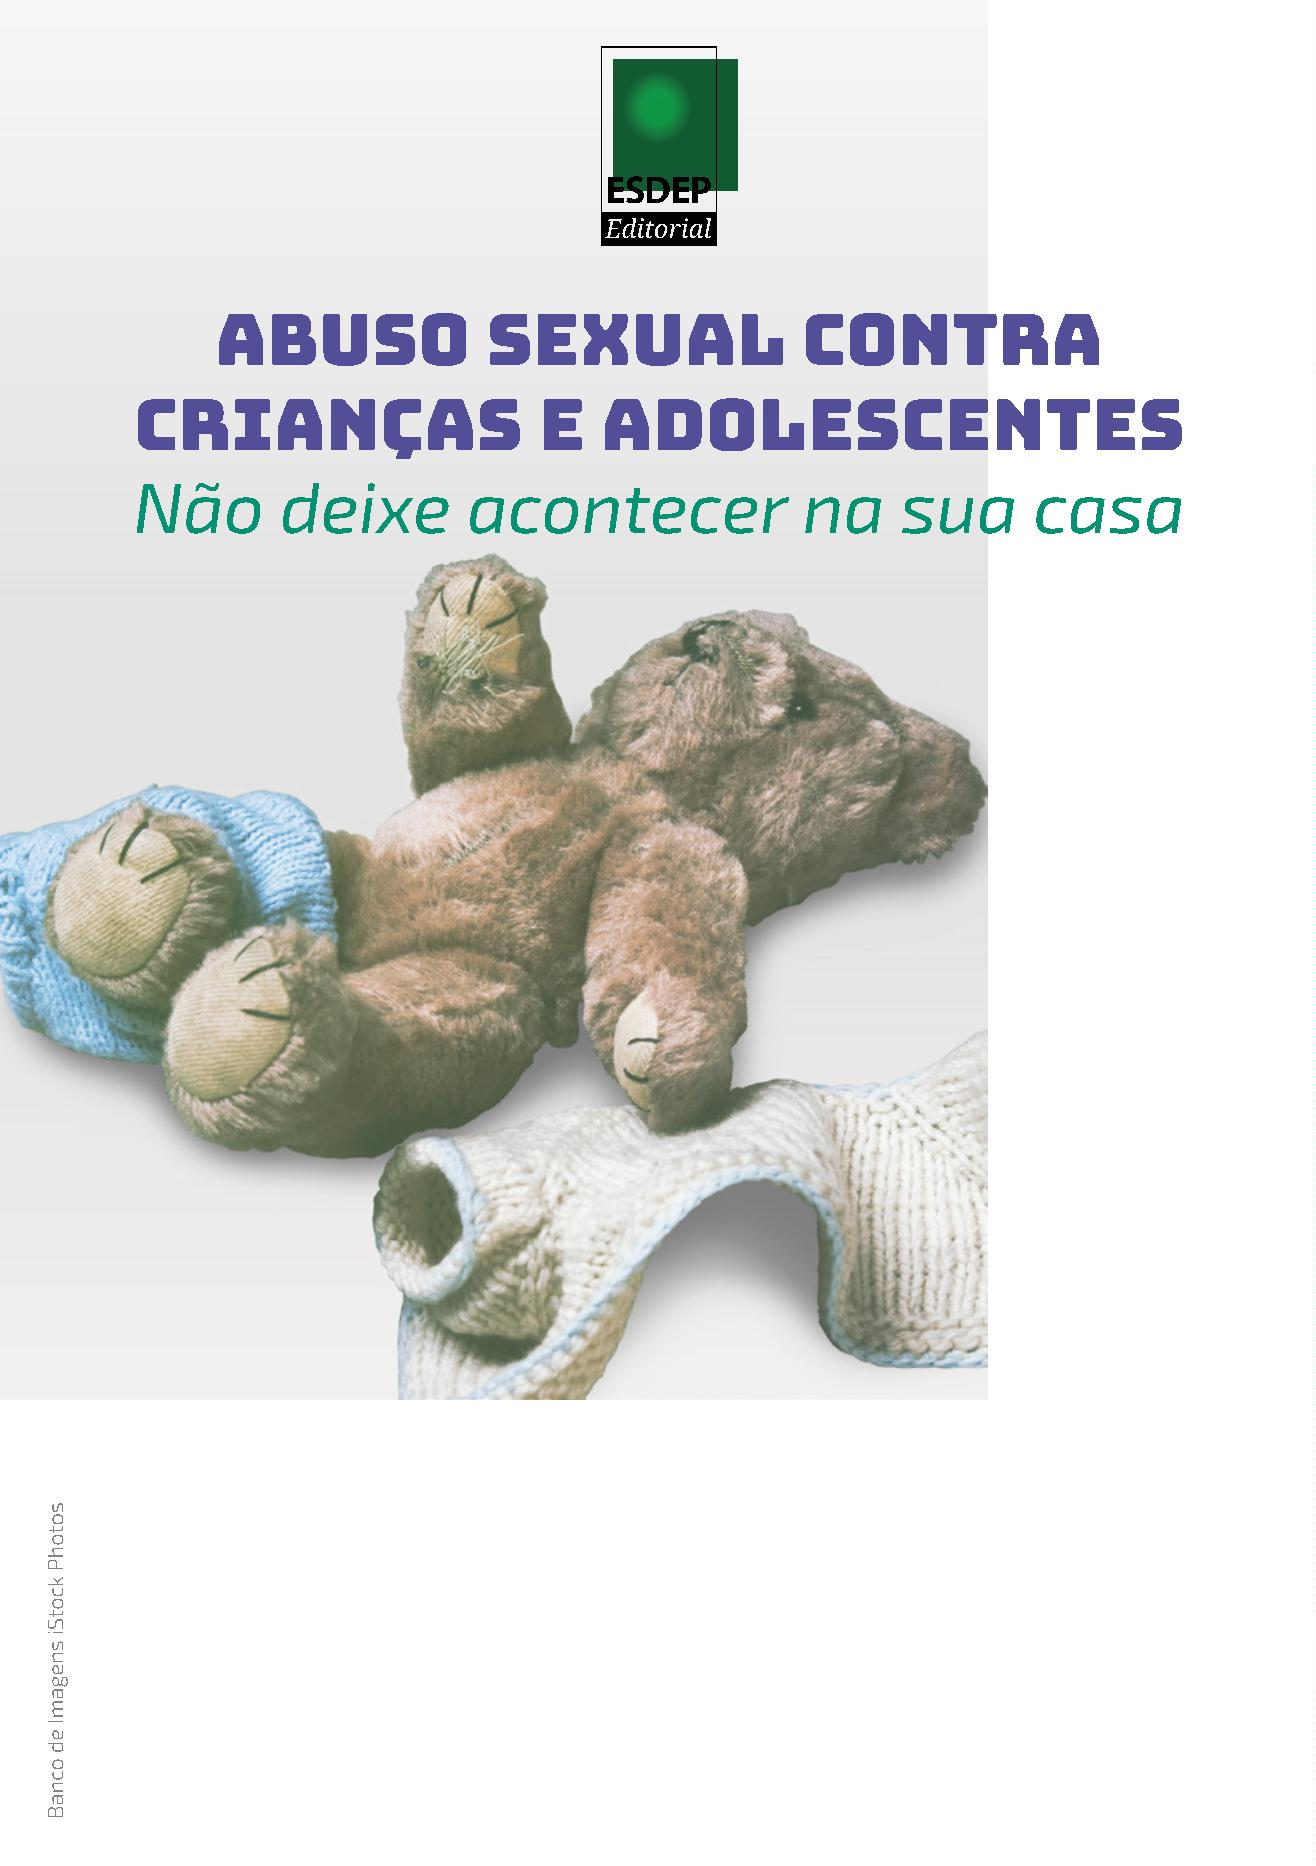 ESDEP
Editorial
ABUSO SEXUAL CONTRA
CRIANÇAS E ADOLESCENTES
Não deixe acontecer na sua casa
Banco de Imagens iStock Photos